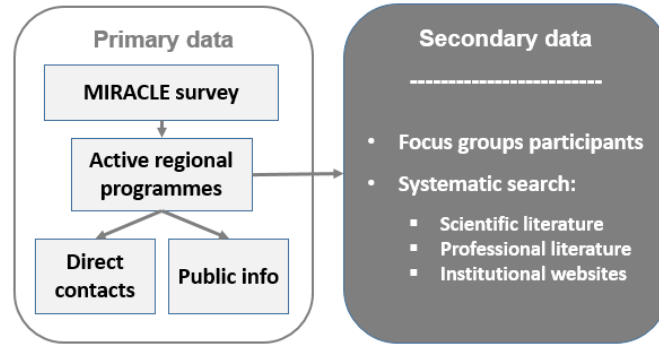 Primary data
MIRACLE survey
Active regional
programmes
Direct
contacts
Public info
Secondary data
--------------------------
• Focus groups participants
• Systematic search:
▪ Scientific literature
▪ Professional literature
▪ Institutional websites